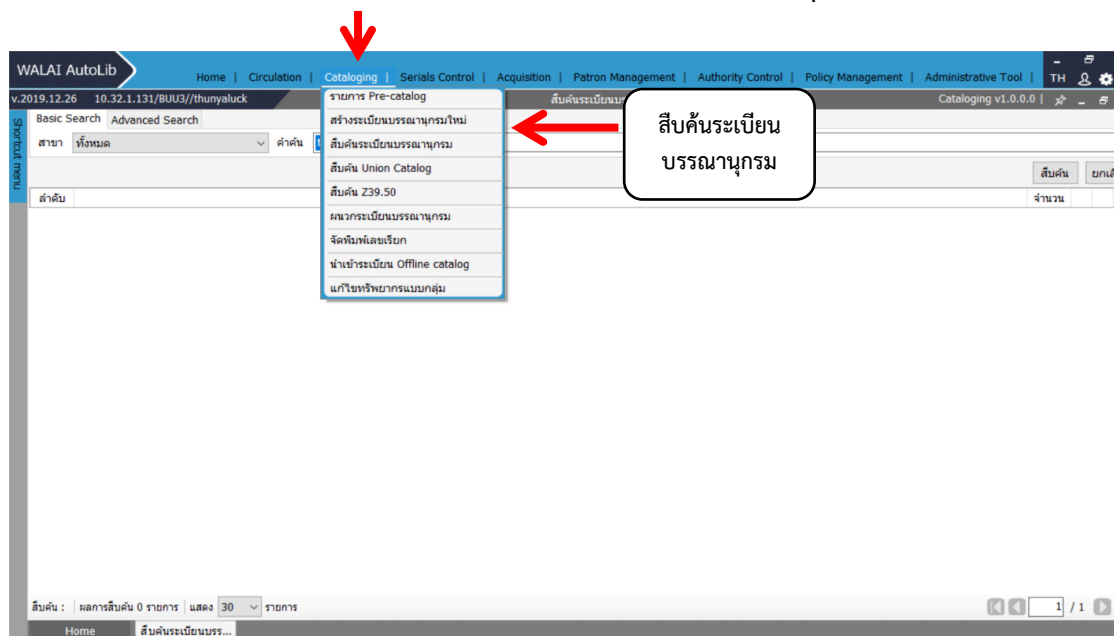 WALAI AutoLib
Home | Circulation | Cataloging | Serials Control | Acquisition | Patron Management | Authority Control | Policy Management | Administrative Tool | TH
v.2019.12.26 10.32.1.131/BUU3//thunyaluck
Cataloging v1.0.0.0 |
Shortcut menu
Basic Search Advanced Search
สาขา ทั้งหมด คำค้น
รายการ Pre-catalog
สร้างระเบียนบรรณานุกรมใหม่
สืบค้นระเบียนบรรณานุกรม
สืบค้น Union Catalog
สืบค้น Z39.50
ผนวกระเบียนบรรณานุกรม
จัดพิมพ์เลขเรียก
นำเข้าระเบียน Offline catalog
แก้ไขทรัพยากรแบบกลุ่ม
สืบค้นระเบียน
บรรณานุกรม
สืบค้น
ลำดับ จำนวน
สืบค้น : ผลการสืบค้น 0 รายการ แสดง 30 รายการ 1 / 1
Home สืบค้นระเบียนบรร...